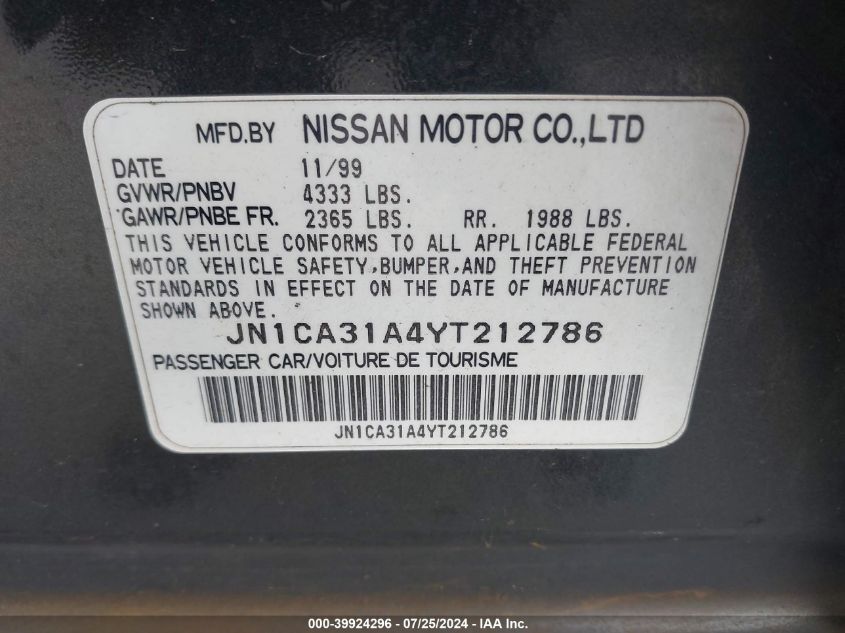 MFD.BY NISSAN MOTOR CO.,LTD
DATE 11/99
GVWR/PNBV 4333 LBS.
GAWR/PNBE FR. 2365 LBS. RR. 1988 LBS.
THIS VEHICLE CONFORMS TO ALL APPLICABLE FEDERAL
MOTOR VEHICLE SAFETY,BUMPER,AND THEFT PREVENTION
STANDARDS IN EFFECT ON THE DATE OF MANUFACTURE
SHOWN ABOVE.
JN1CA31A4YT212786
PASSENGER CAR/VOITURE DE TOURISME
JN1CA31A4YT212786
000-39924296 - 07/25/2024 - IAA Inc.